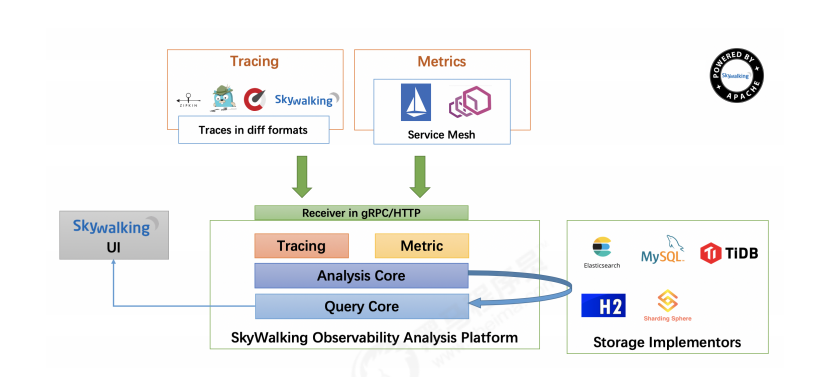 Tracing
Metrics
POWERED BY
Skywalking
APACHE
ZIPKIN
Skywalking
Traces in diff formats
Service Mesh
Receiver in gRPC/HTTP
Skywalking
UI
Tracing
Metric
Analysis Core
Query Core
SkyWalking Observability Analysis Platform
Elasticsearch
MySQL
TiDB
H2
Sharding Sphere
Storage Implementors